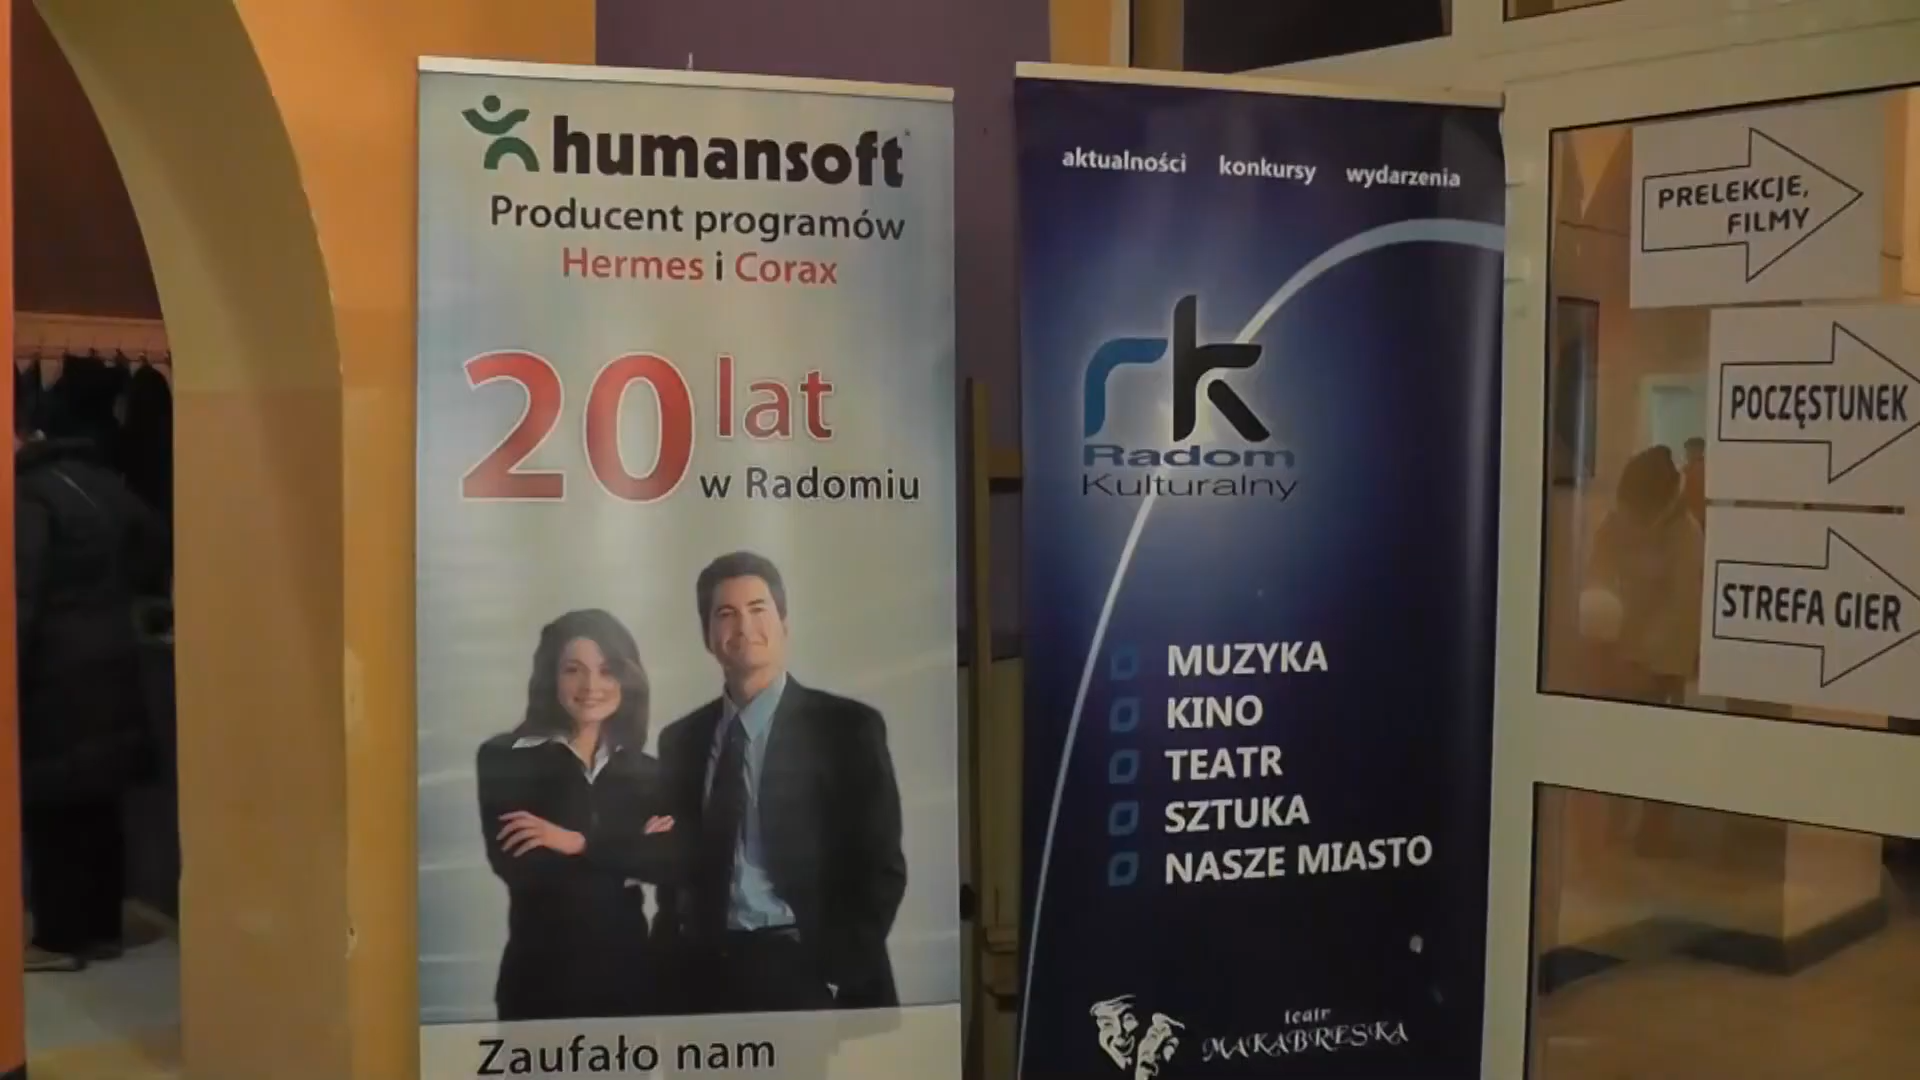 humansoft
Producent programów
Hermes i Corax
20 lat
w Radomiu
Zaufało nam
aktualności konkursy wydarzenia
rk
Radom
Kulturalny
MUZYKA
KINO
TEATR
SZTUKA
NASZE MIASTO
teatr
MAKABRESKA
PRELEKCJE,
FILMY
POCZĘSTUNEK
STREFA GIER